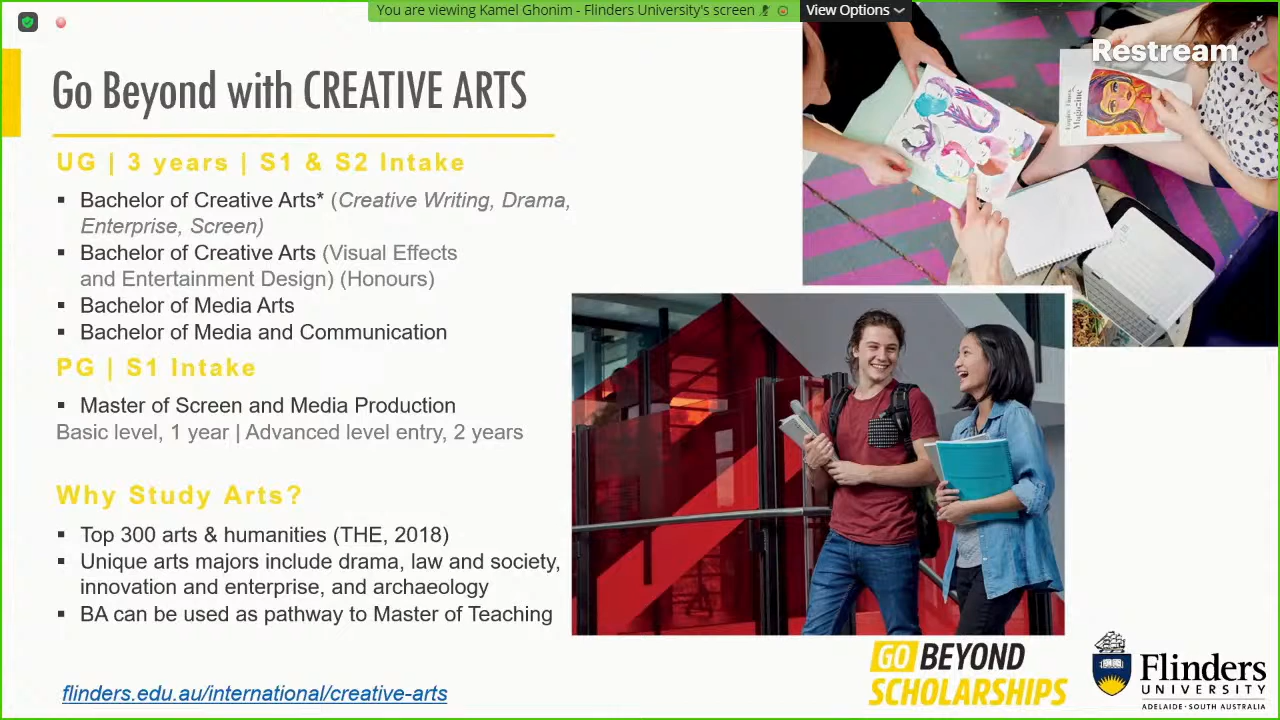 You are viewing Kamel Ghonim - Flinders University's screen
View Options
Restream
Go Beyond with CREATIVE ARTS
UG | 3 years | S1 & S2 Intake
▪ Bachelor of Creative Arts* (Creative Writing, Drama,
Enterprise, Screen)
▪ Bachelor of Creative Arts (Visual Effects
and Entertainment Design) (Honours)
▪ Bachelor of Media Arts
▪ Bachelor of Media and Communication
PG | S1 Intake
▪ Master of Screen and Media Production
Basic level, 1 year | Advanced level entry, 2 years
Why Study Arts?
▪ Top 300 arts & humanities (THE, 2018)
▪ Unique arts majors include drama, law and society,
innovation and enterprise, and archaeology
▪ BA can be used as pathway to Master of Teaching
flinders.edu.au/international/creative-arts
Magazine
GO BEYOND
SCHOLARSHIPS
Flinders
UNIVERSITY
ADELAIDE · SOUTH AUSTRALIA